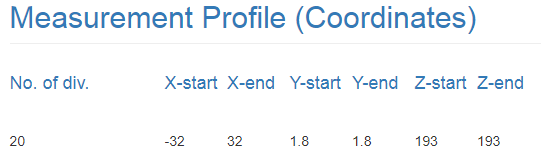 Measurement Profile (Coordinates)
No. of div. X-start X-end Y-start Y-end Z-start Z-end
20 -32 32 1.8 1.8 193 193